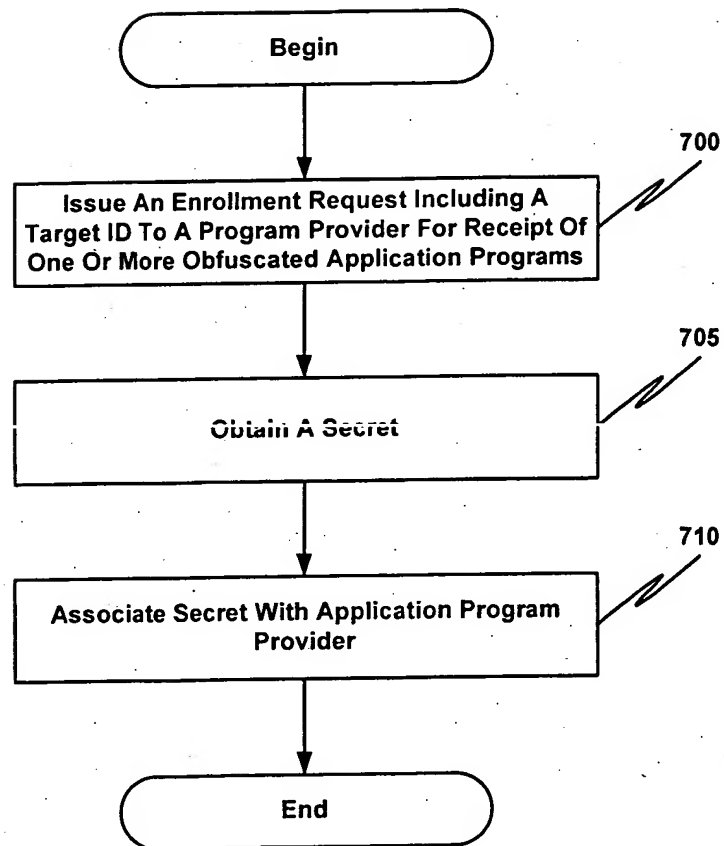 Begin
700
Issue An Enrollment Request Including A
Target ID To A Program Provider For Receipt Of
One Or More Obfuscated Application Programs
705
Obtain A Secret
710
Associate Secret With Application Program
Provider
End